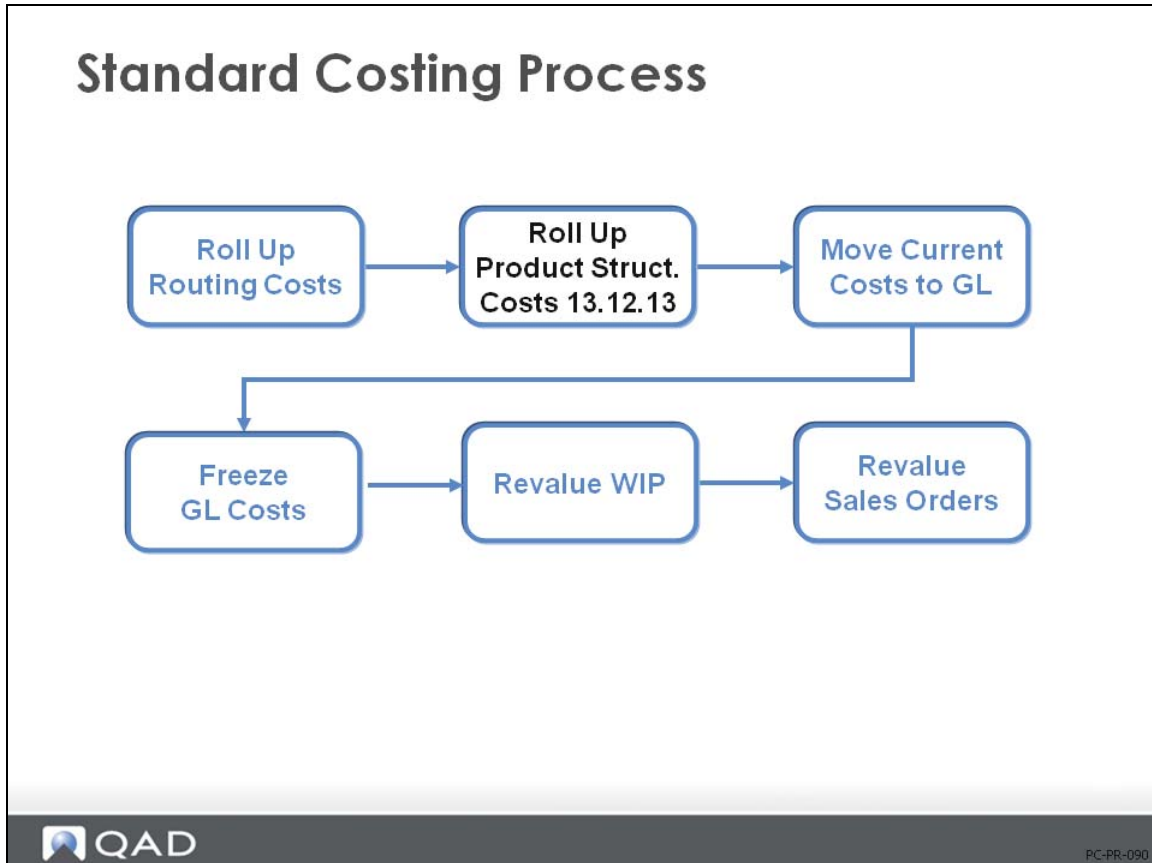 Standard Costing Process
Roll Up
Routing Costs
Roll Up
Product Struct.
Costs 13.12.13
Move Current
Costs to GL
Freeze
GL Costs
Revalue WIP
Revalue
Sales Orders
QAD
PC-PR-090